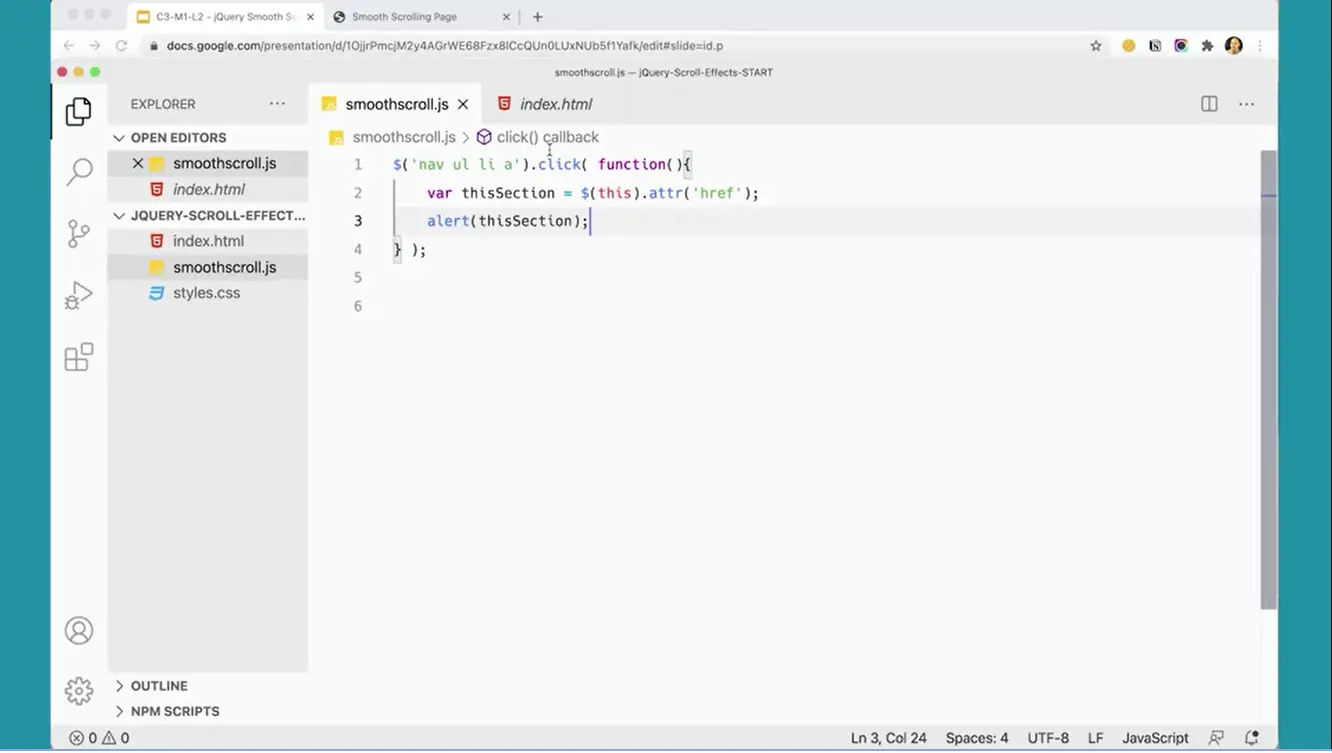 C3-M1-L2 - jQuery Smooth Sc
Smooth Scrolling Page
docs.google.com/presentation/d/1OjjrPmcjM2y4AGrWE68Fzx8lCcQUn0LUxNUb5f1Yafk/edit#slide=id.p
smoothscroll.js — jQuery-Scroll-Effects-START
EXPLORER
smoothscroll.js
index.html
OPEN EDITORS
smoothscroll.js
index.html
JQUERY-SCROLL-EFFECT...
index.html
smoothscroll.js
styles.css
smoothscroll.js > click() callback
1 $('nav ul li a').click( function(){
2 var thisSection = $(this).attr('href');
3 alert(thisSection);
4 } );
5
6
OUTLINE
NPM SCRIPTS
0 0
Ln 3, Col 24 Spaces: 4 UTF-8 LF JavaScript